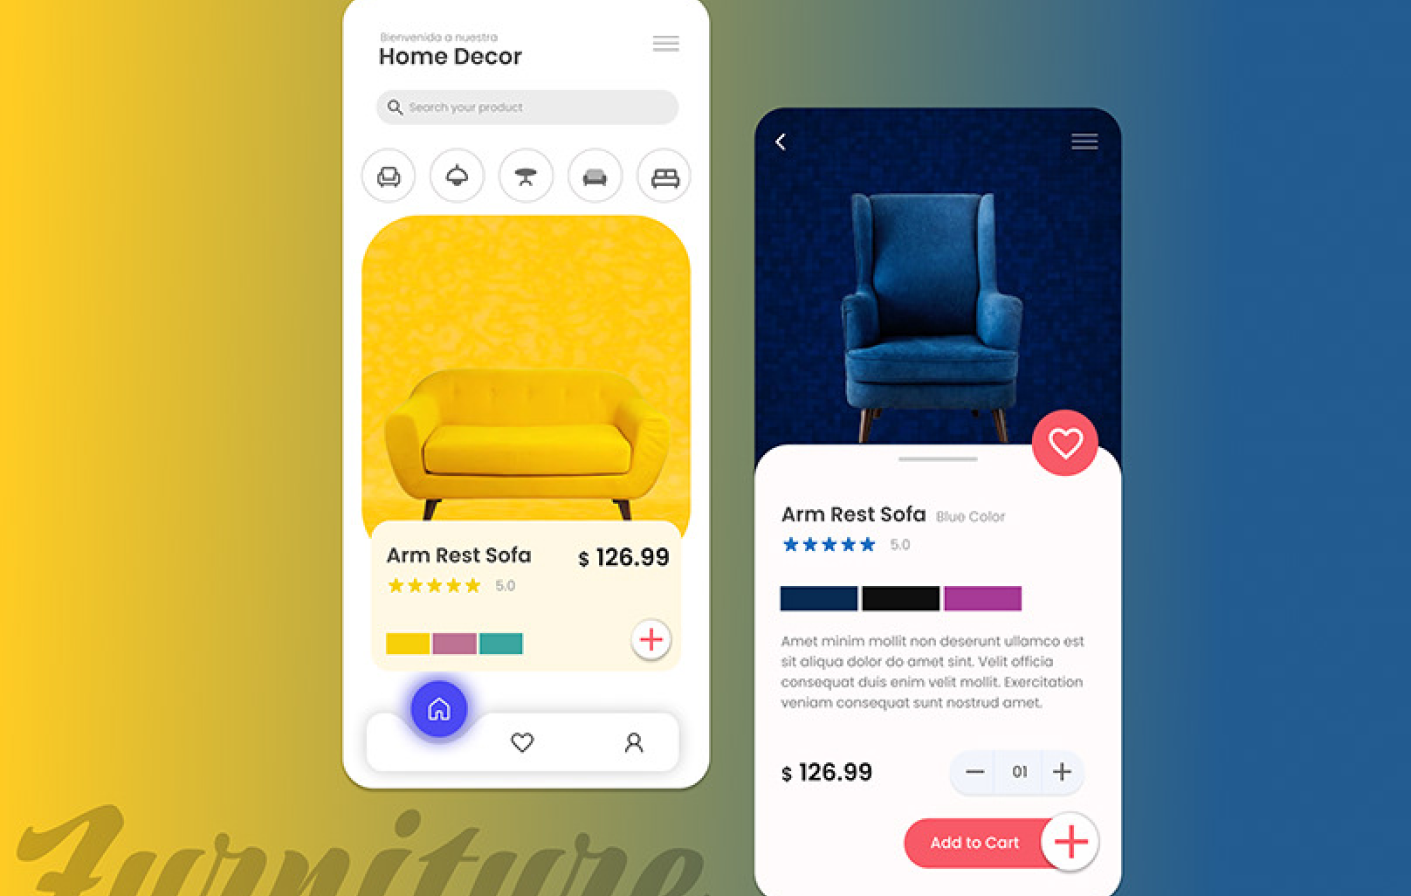 Bienvenida a nuestra
Home Decor
Search your product
Arm Rest Sofa
$ 126.99
5.0
Arm Rest Sofa Blue Color
5.0
Amet minim mollit non deserunt ullamco est
sit aliqua dolor do amet sint. Velit officia
consequat duis enim velit mollit. Exercitation
veniam consequat sunt nostrud amet.
$ 126.99
01
Add to Cart
Furniture